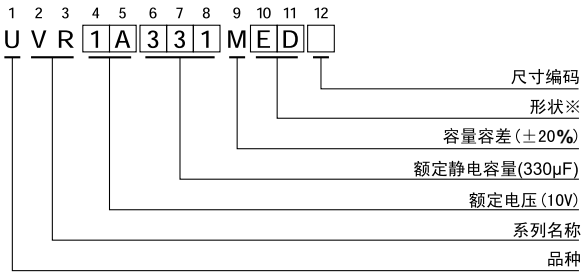 1 2 3 4 5 6 7 8 9 10 11 12
U V R 1 A 3 3 1 M E D
尺寸编码
形状※
容量容差(±20%)
额定静电容量(330μF)
额定电压(10V)
系列名称
品种